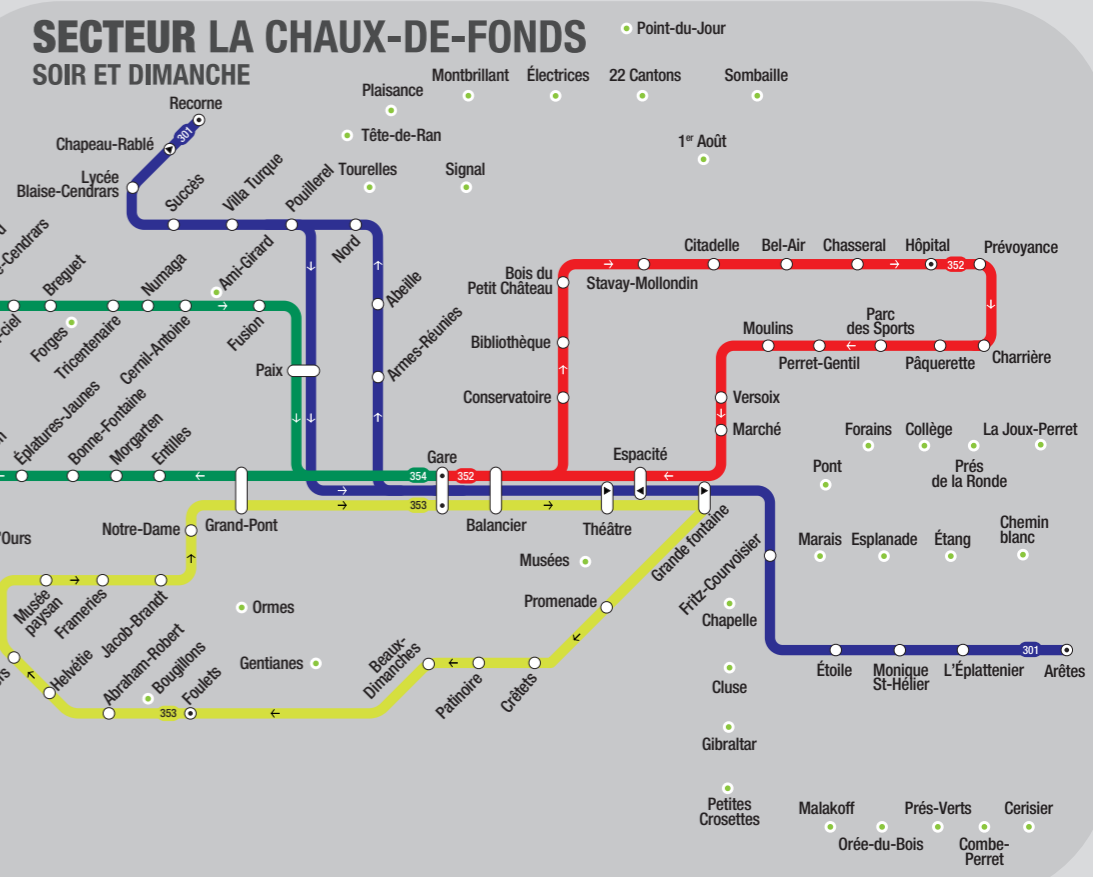 SECTEUR LA CHAUX-DE-FONDS
SOIR ET DIMANCHE
Point-du-Jour
Montbrillant
Électrices
22 Cantons
Sombaille
Plaisance
Tête-de-Ran
1er Août
Tourelles
Signal
Recorne
301
Chapeau-Rablé
Lycée
Blaise-Cendrars
Succès
Villa Turque
Pouillerel
Nord
Abeille
Armes-Réunies
e-Cendrars
-ciel
Breguet
Forges
Tricentenaire
Numaga
Cernil-Antoine
Ami-Girard
Fusion
Paix
Éplatures-Jaunes
Bonne-Fontaine
Morgarten
Entilles
Grand-Pont
354
Gare
352
353
Balancier
Théâtre
Espacité
Grande fontaine
Bois du
Petit Château
Bibliothèque
Conservatoire
Stavay-Mollondin
Citadelle
Bel-Air
Chasseral
Hôpital
352
Prévoyance
Charrière
Pâquerette
Parc
des Sports
Perret-Gentil
Moulins
Versoix
Marché
Forains
Collège
La Joux-Perret
Pont
Prés
de la Ronde
Marais
Esplanade
Étang
Chemin
blanc
Fritz-Courvoisier
Étoile
Monique
St-Hélier
L'Éplattenier
301
Arêtes
Musées
Promenade
Crêtets
Patinoire
Beaux-
Dimanches
Chapelle
Cluse
Gibraltar
Petites
Crosettes
Malakoff
Orée-du-Bois
Prés-Verts
Combe-
Perret
Cerisier
'Ours
Notre-Dame
Musée
paysan
Frameries
Jacob-Brandt
Ormes
Gentianes
Helvétie
Abraham-Robert
Bougillons
Foulets
353